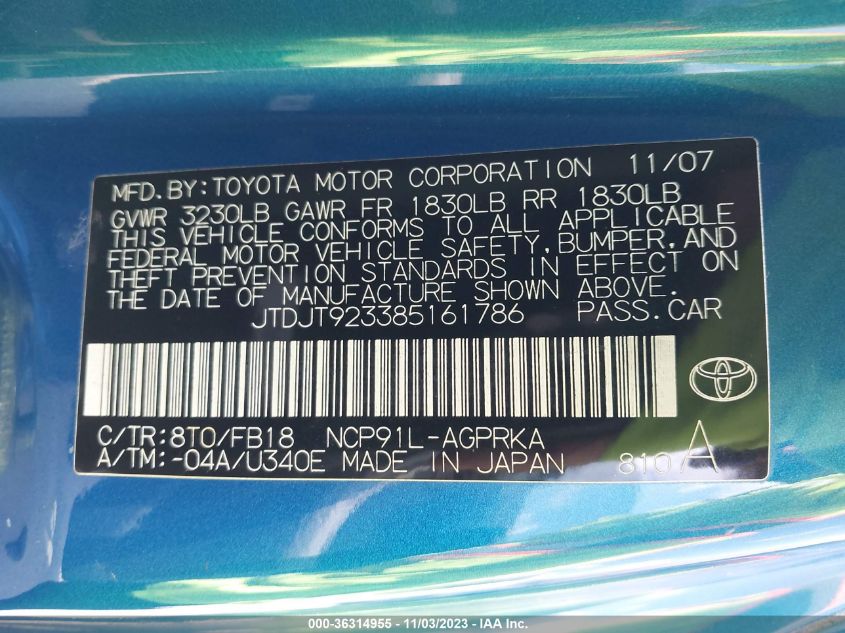 MFD.BY:TOYOTA MOTOR CORPORATION 11/07
GVWR 3230LB GAWR FR 1830LB RR 1830LB
THIS VEHICLE CONFORMS TO ALL APPLICABLE
FEDERAL MOTOR VEHICLE SAFETY,BUMPER,AND
THEFT PREVENTION STANDARDS IN EFFECT ON
THE DATE OF MANUFACTURE SHOWN ABOVE.
JTDJT923385161786 PASS.CAR
C/TR:8T0/FB18 NCP91L-AGPRKA
A/TM:-04A/U340E MADE IN JAPAN 810 A
000-36314955 - 11/03/2023 - IAA Inc.